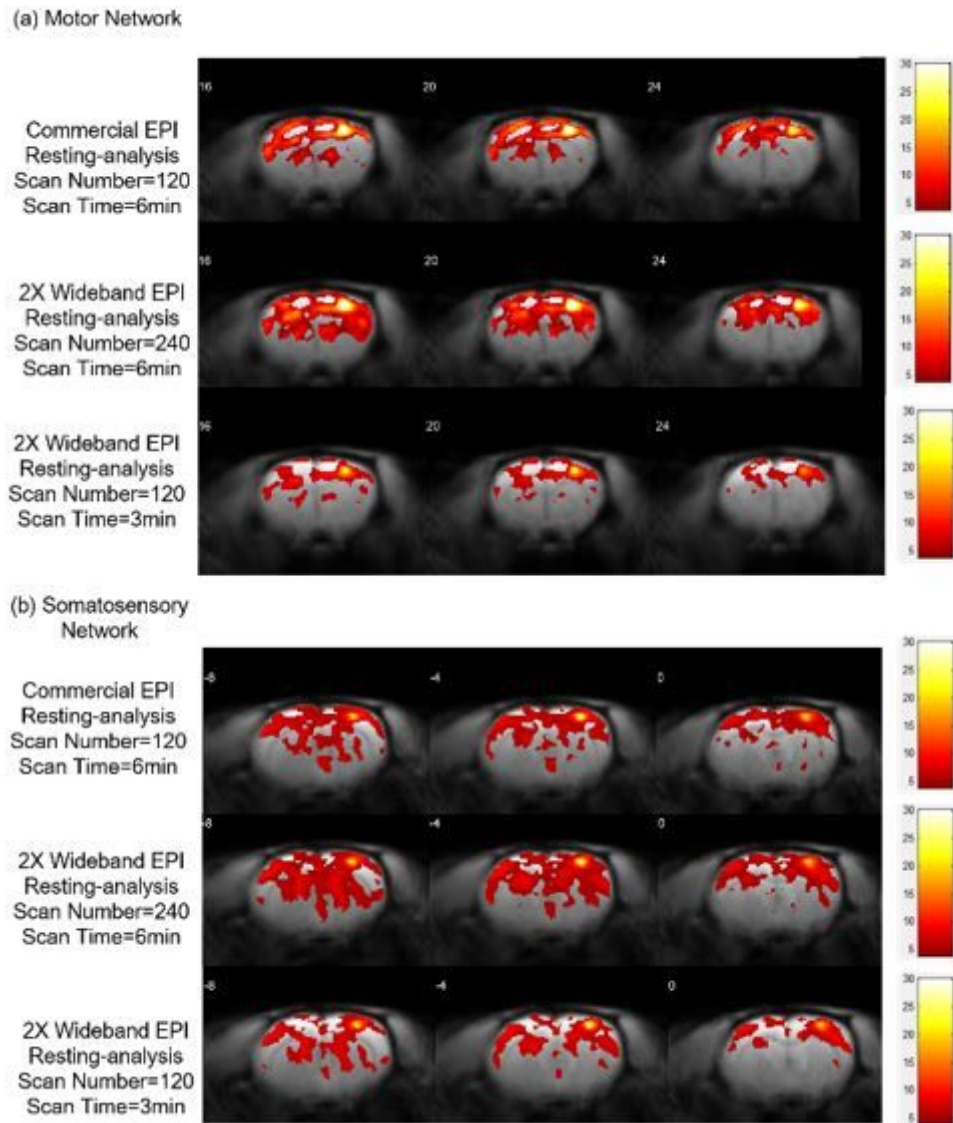 (a) Motor Network
16 20 24
Commercial EPI
Resting-analysis
Scan Number=120
Scan Time=6min
30
25
20
15
10
5
16 20 24
2X Wideband EPI
Resting-analysis
Scan Number=240
Scan Time=6min
30
25
20
15
10
5
16 20 24
2X Wideband EPI
Resting-analysis
Scan Number=120
Scan Time=3min
30
25
20
15
10
5
(b) Somatosensory
Network
-8 -4 0
Commercial EPI
Resting-analysis
Scan Number=120
Scan Time=6min
30
25
20
15
10
5
-8 -4 0
2X Wideband EPI
Resting-analysis
Scan Number=240
Scan Time=6min
30
25
20
15
10
5
-8 -4 0
2X Wideband EPI
Resting-analysis
Scan Number=120
Scan Time=3min
30
25
20
15
10
5